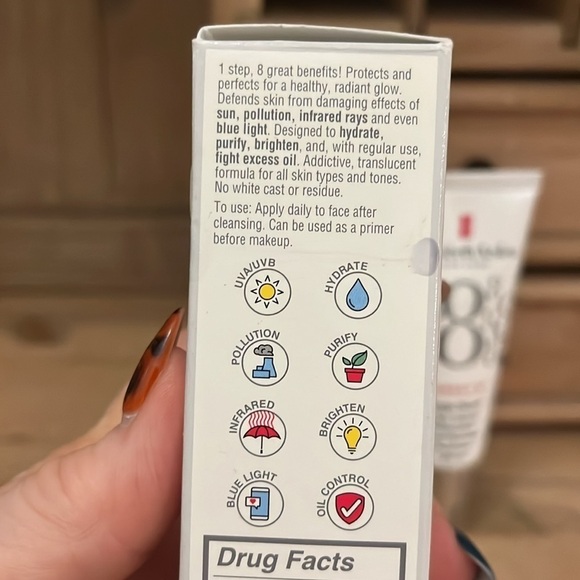 1 step, 8 great benefits! Protects and
perfects for a healthy, radiant glow.
Defends skin from damaging effects of
sun, pollution, infrared rays and even
blue light. Designed to hydrate,
purify, brighten, and, with regular use,
fight excess oil. Addictive, translucent
formula for all skin types and tones.
No white cast or residue.
To use: Apply daily to face after
cleansing. Can be used as a primer
before makeup.
UVA/UVB
HYDRATE
POLLUTION
PURIFY
INFRARED
BRIGHTEN
BLUE LIGHT
OIL CONTROL
Drug Facts
8